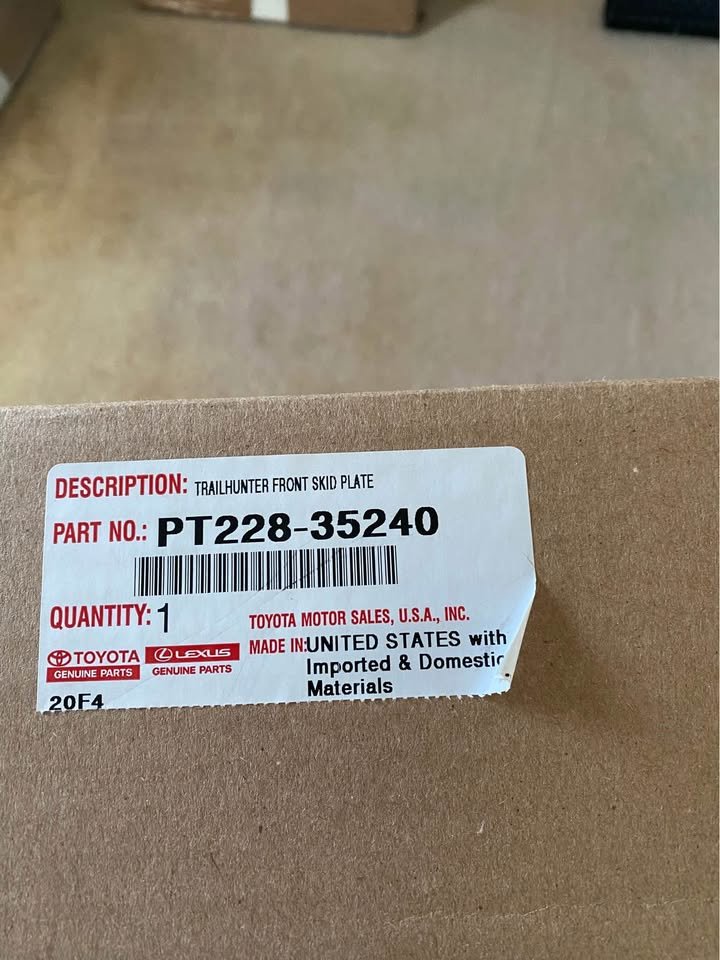 DESCRIPTION: TRAILHUNTER FRONT SKID PLATE
PART NO.: PT228-35240
QUANTITY: 1
TOYOTA MOTOR SALES, U.S.A., INC.
TOYOTA
GENUINE PARTS
LEXUS
GENUINE PARTS
MADE IN: UNITED STATES with
Imported & Domestic
Materials
20F4